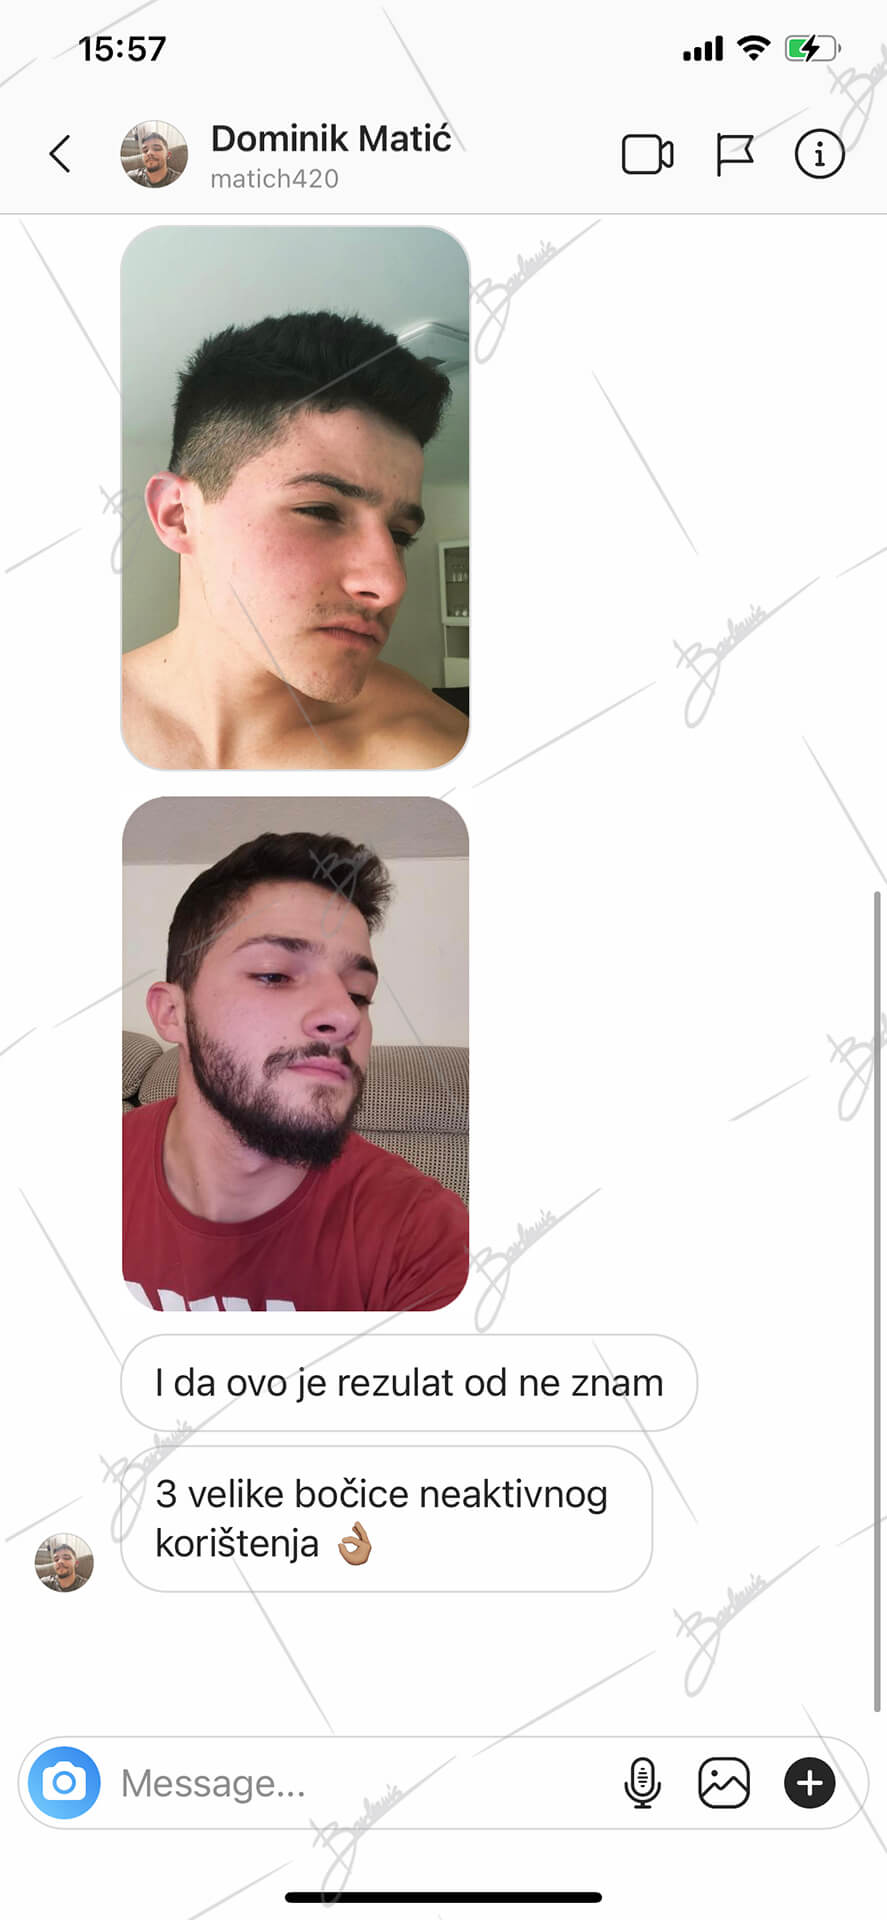 15:57
Dominik Matić
matich420
I da ovo je rezulat od ne znam
3 velike bočice neaktivnog
korištenja 👌🏽
Message...